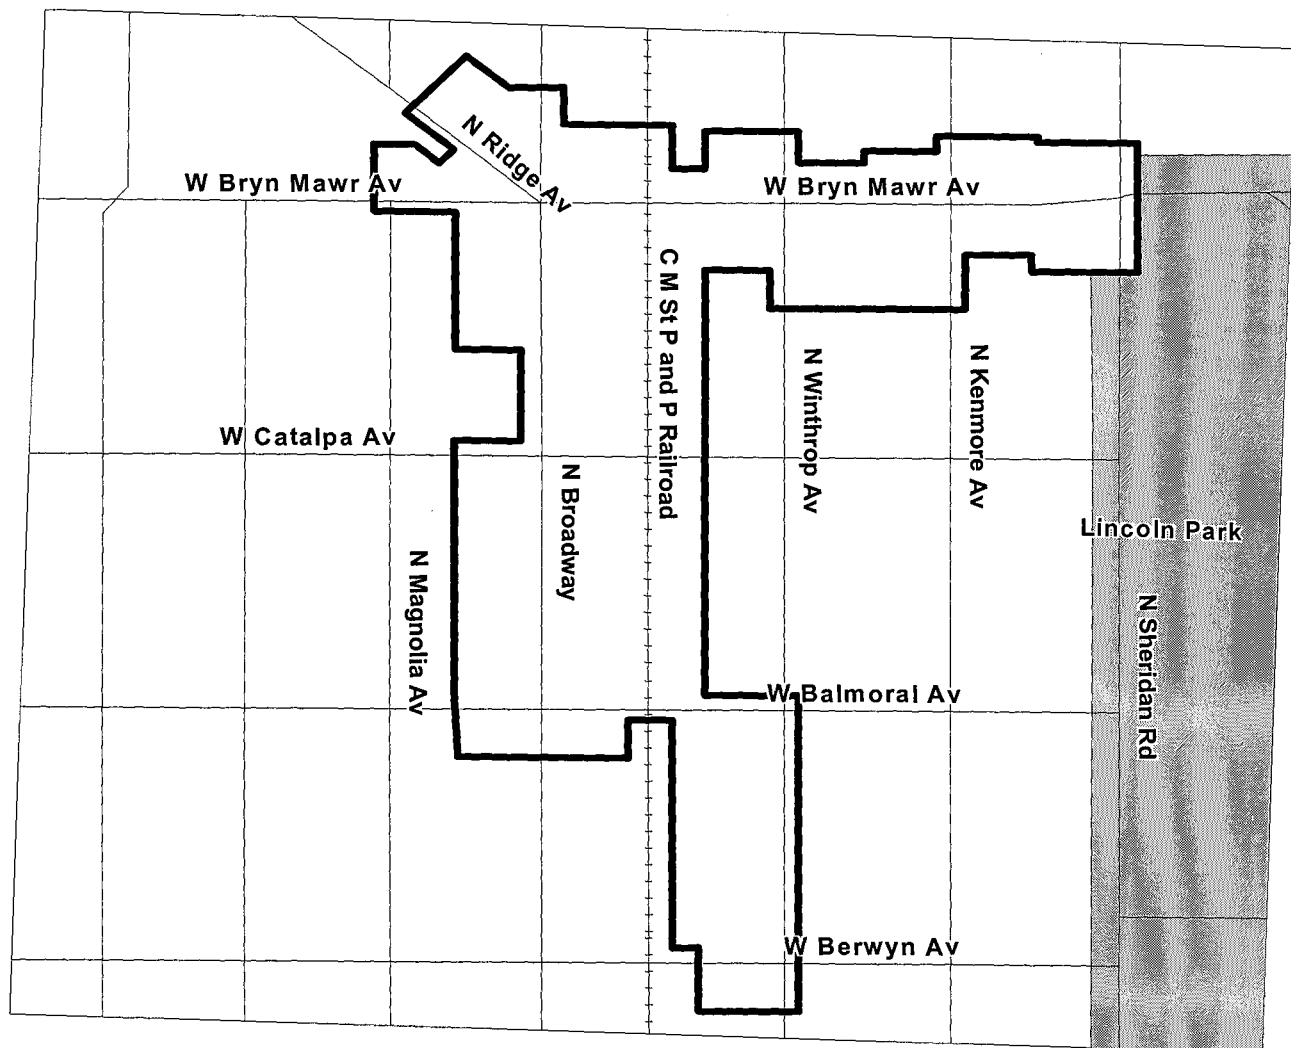 N Ridge Av
W Bryn Mawr Av
W Bryn Mawr Av
C M St P and P Railroad
N Winthrop Av
N Kenmore Av
W Catalpa Av
N Broadway
Lincoln Park
N Magnolia Av
N Sheridan Rd
W Balmoral Av
W Berwyn Av